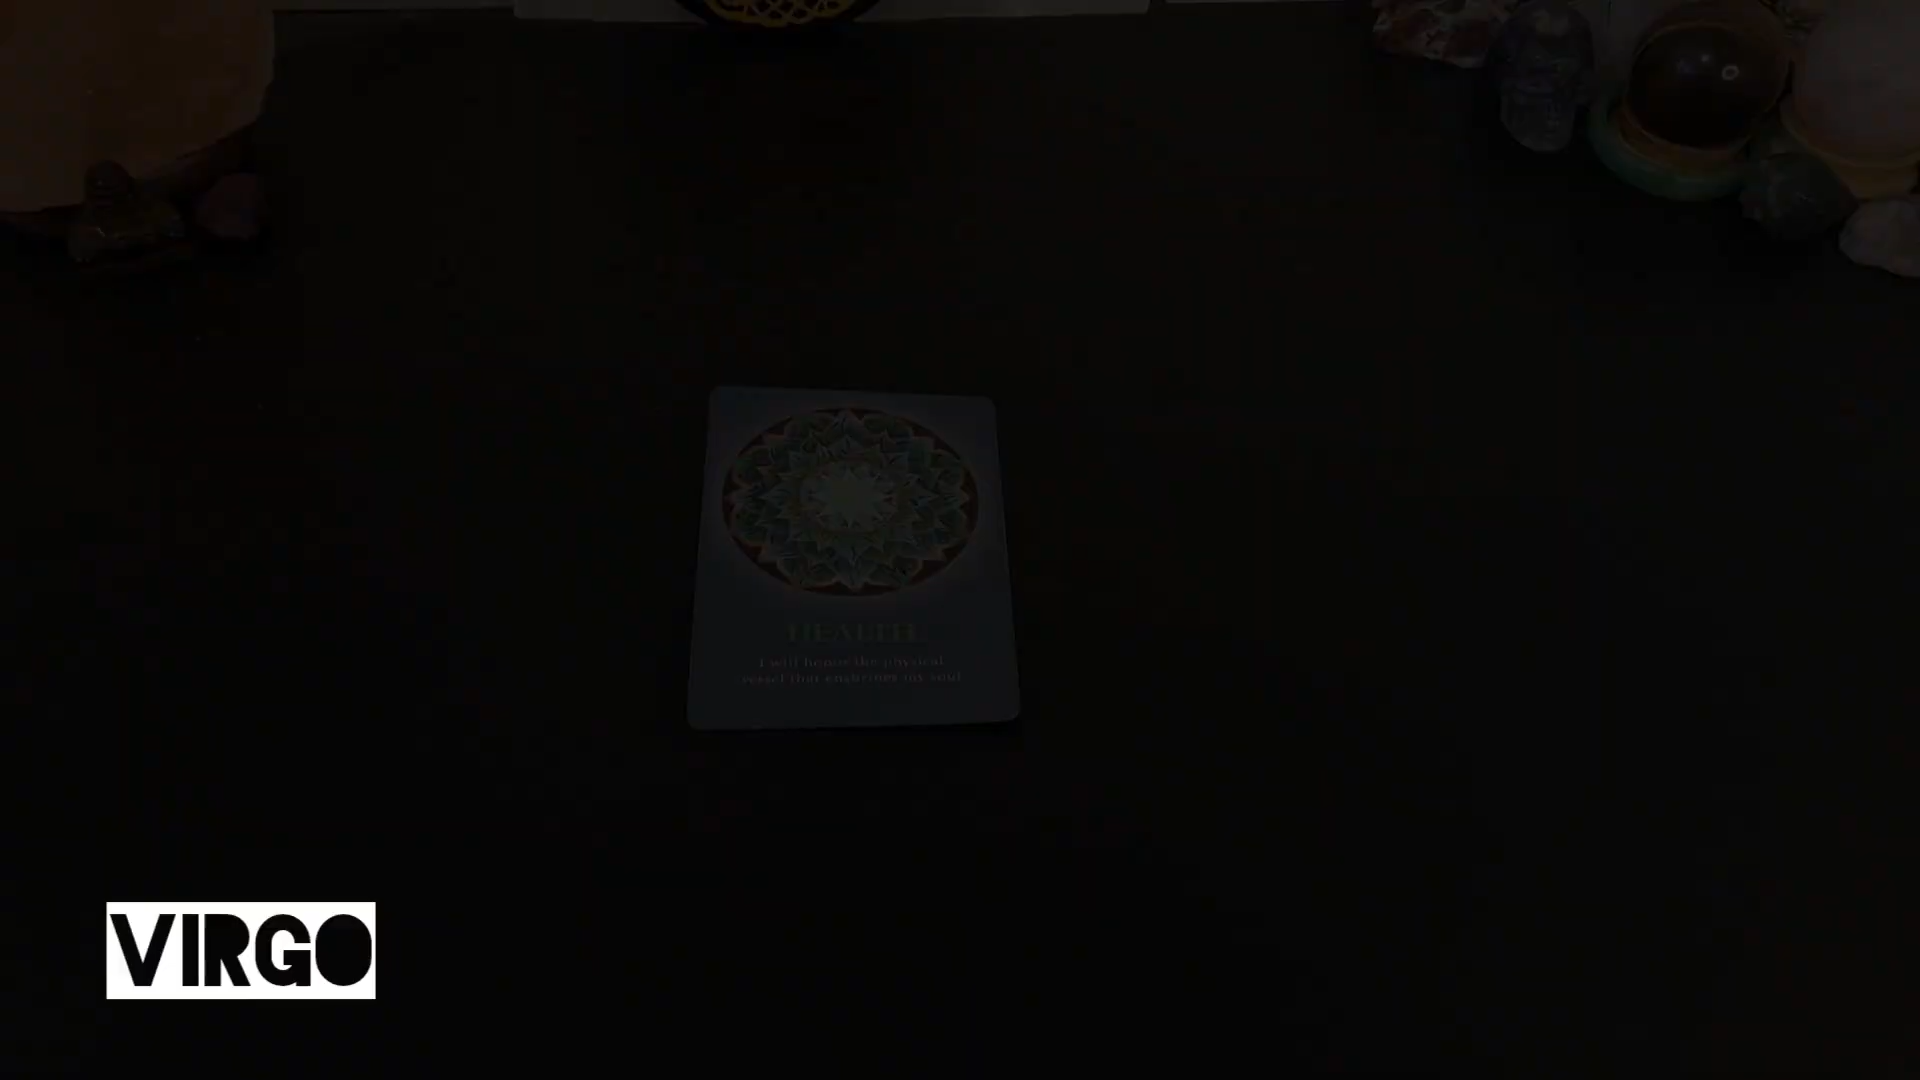 HEALTH
I will honor the physical
vessel that enshrines my soul
VIRGO